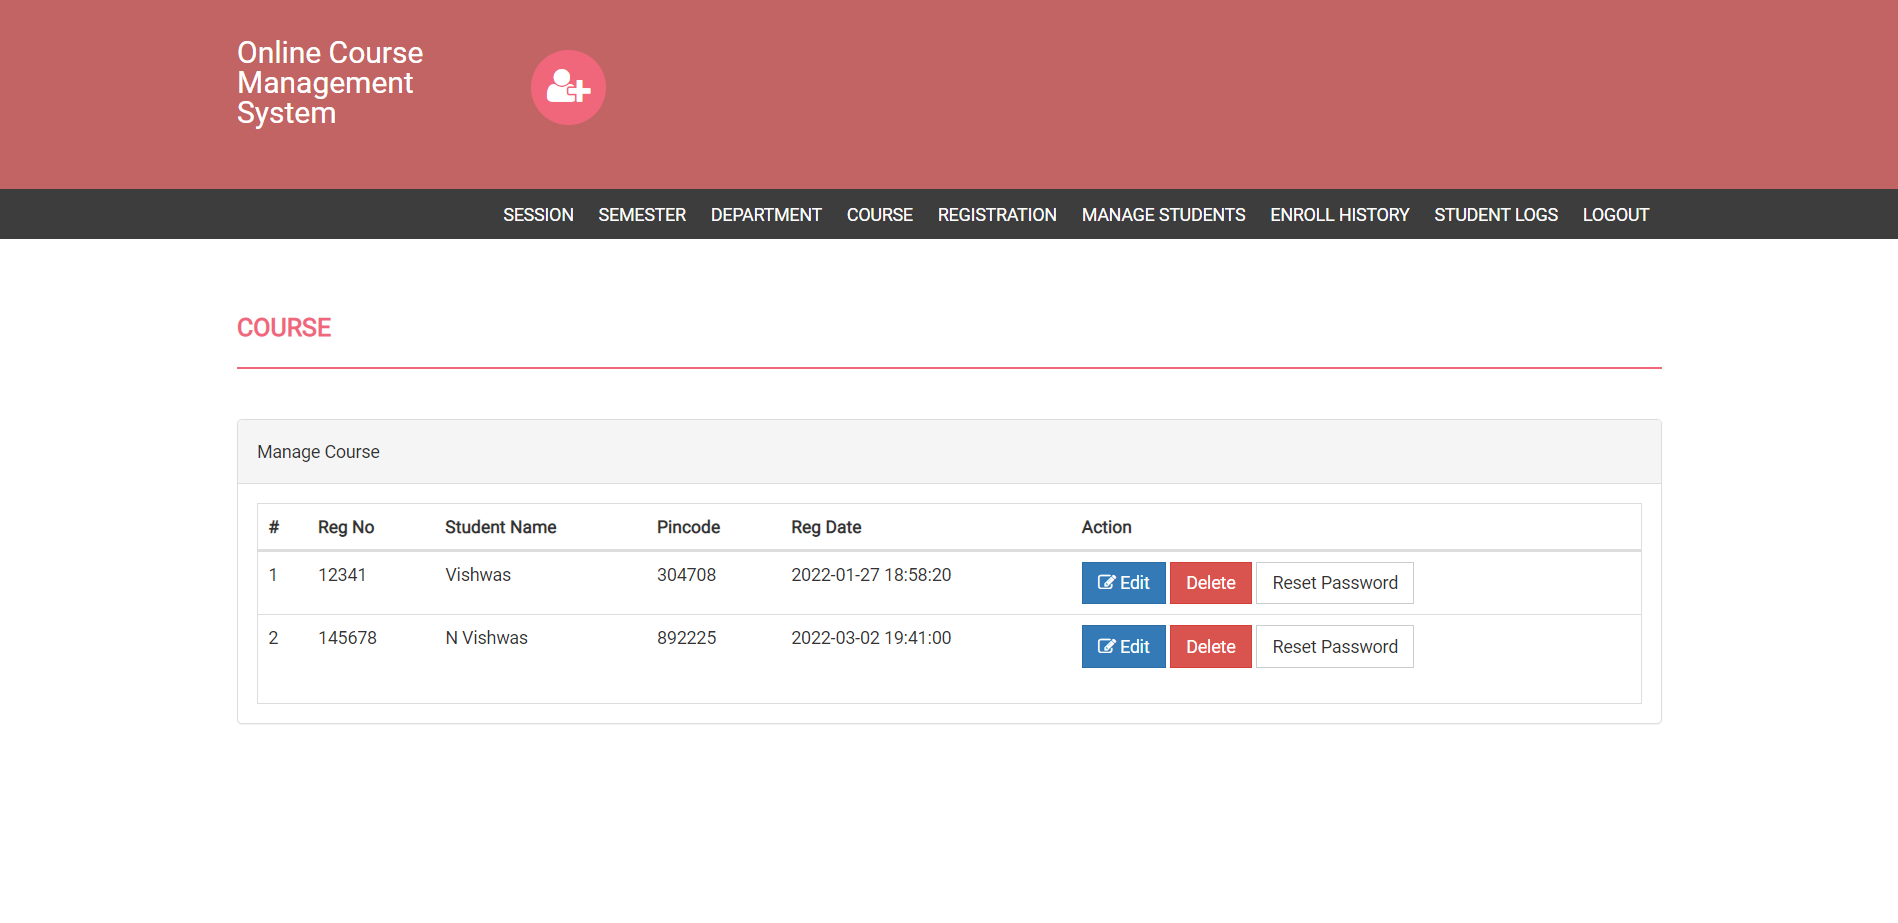 Online Course
Management
System
SESSION SEMESTER DEPARTMENT COURSE REGISTRATION MANAGE STUDENTS ENROLL HISTORY STUDENT LOGS LOGOUT
COURSE
Manage Course
# Reg No Student Name Pincode Reg Date Action
1 12341 Vishwas 304708 2022-01-27 18:58:20 Edit Delete Reset Password
2 145678 N Vishwas 892225 2022-03-02 19:41:00 Edit Delete Reset Password